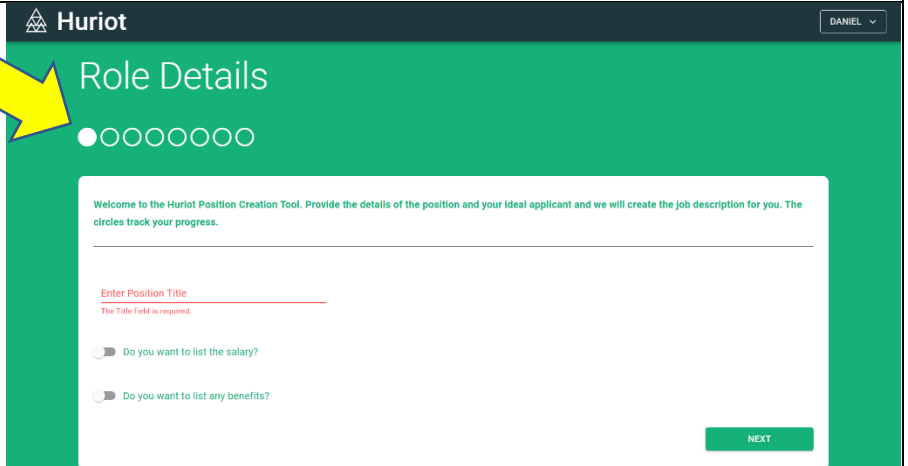 Huriot
DANIEL
Role Details
Welcome to the Huriot Position Creation Tool. Provide the details of the position and your ideal applicant and we will create the job description for you. The
circles track your progress.
Enter Position Title
The Title field is required.
Do you want to list the salary?
Do you want to list any benefits?
NEXT